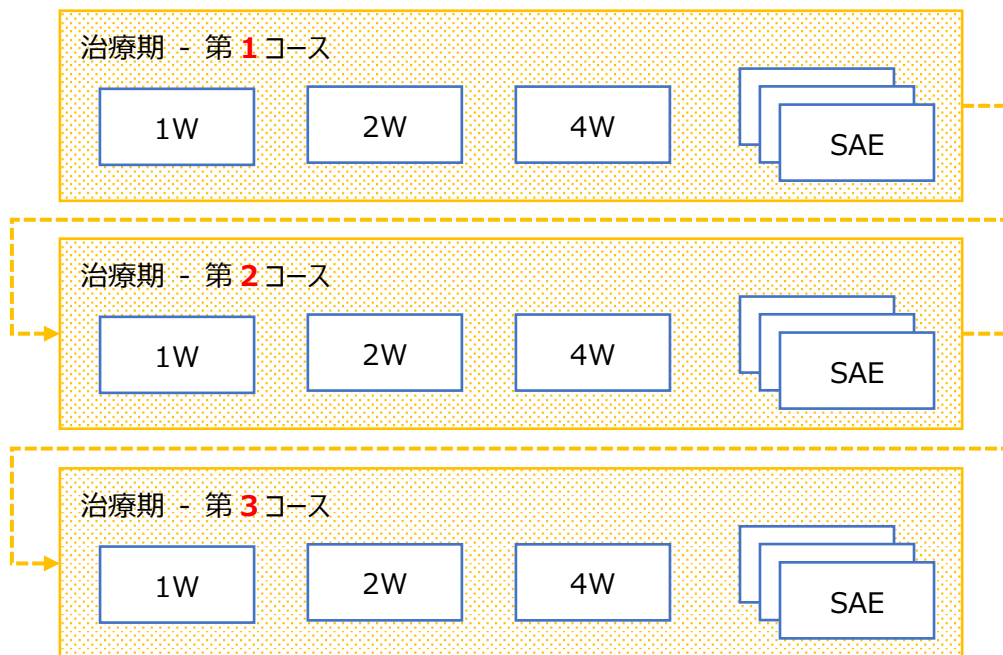 治療期 - 第 1 コース
1W 2W 4W SAE
治療期 - 第 2 コース
1W 2W 4W SAE
治療期 - 第 3 コース
1W 2W 4W SAE